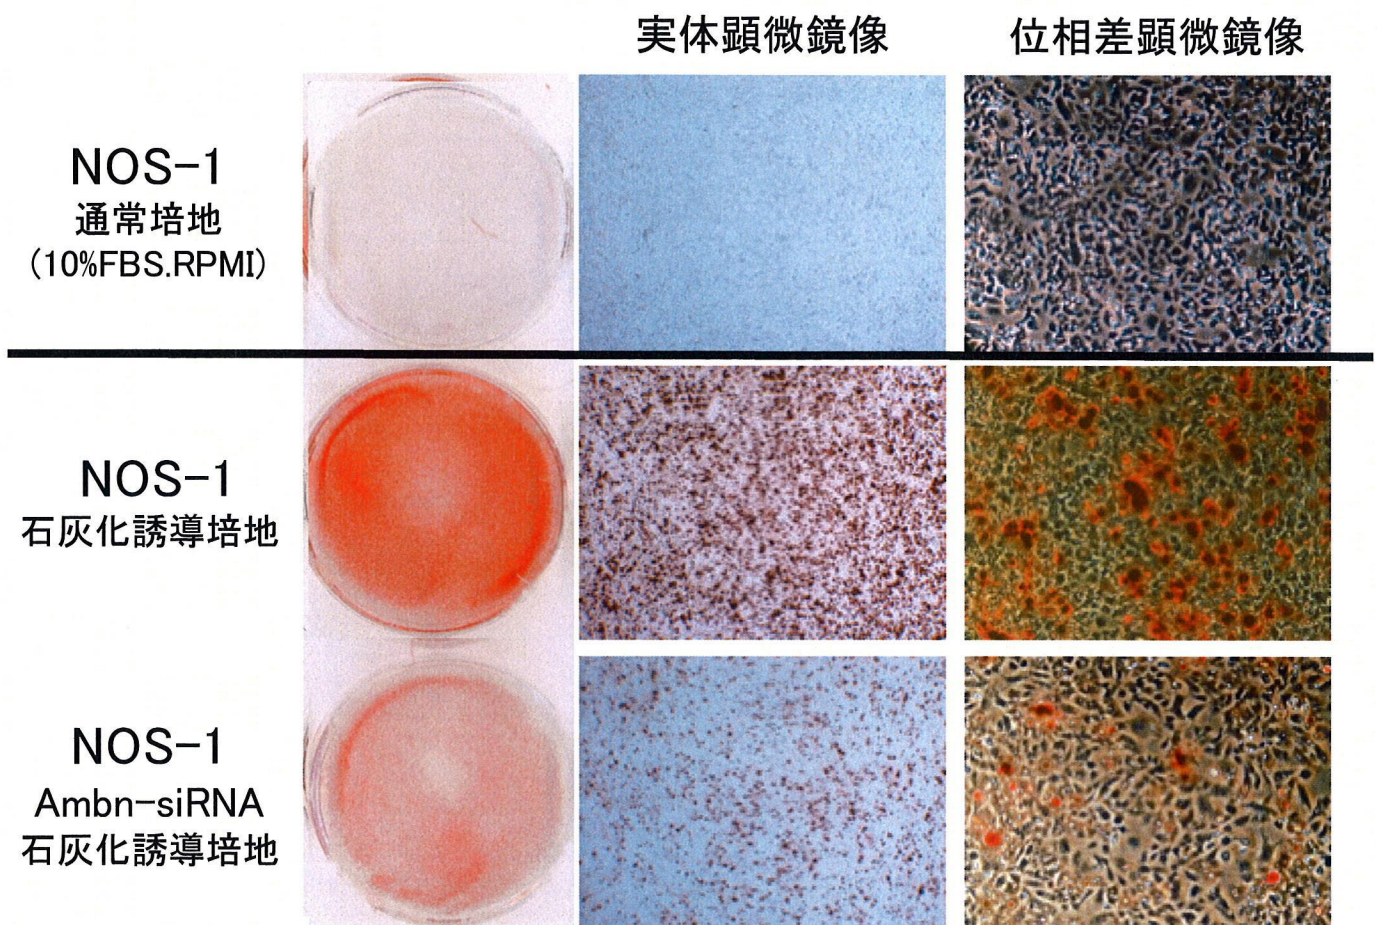 実体顕微鏡像
位相差顕微鏡像
NOS-1
通常培地
(10%FBS.RPMI)
NOS-1
石灰化誘導培地
NOS-1
Ambn-siRNA
石灰化誘導培地